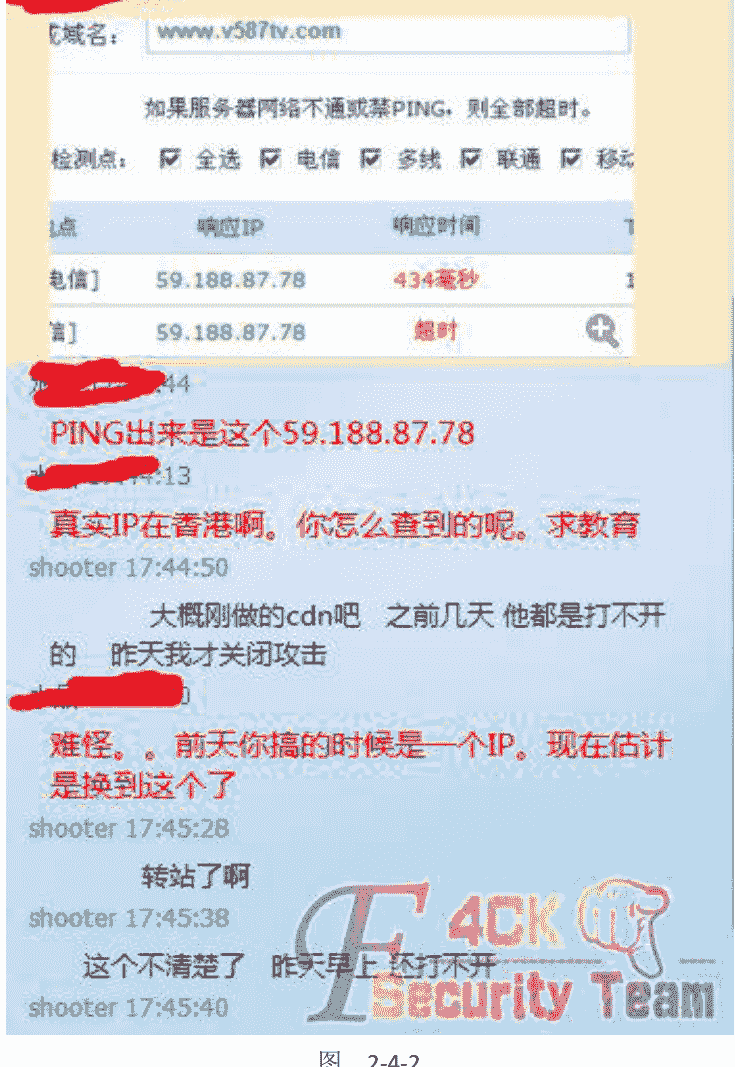 域名：
www.v587tv.com
如果服务器网络不通或禁PING，则全部超时。
检测点： 全选 电信 多线 联通 移动
点 响应IP 响应时间 T
电信] 59.188.87.78 434毫秒 1
信] 59.188.87.78 超时
:44
PING出来是这个59.188.87.78
4:13
真实IP在香港啊。你怎么查到的呢。求教育
shooter 17:44:50
大概刚做的cdn吧 之前几天 他都是打不开
的 昨天我才关闭攻击
0
难怪。。前天你搞的时候是一个IP。现在估计
是换到这个了
shooter 17:45:28
转站了啊
shooter 17:45:38
这个不清楚了 昨天早上 还打不开
shooter 17:45:40
F4CK
Security Team
图 2-4-2